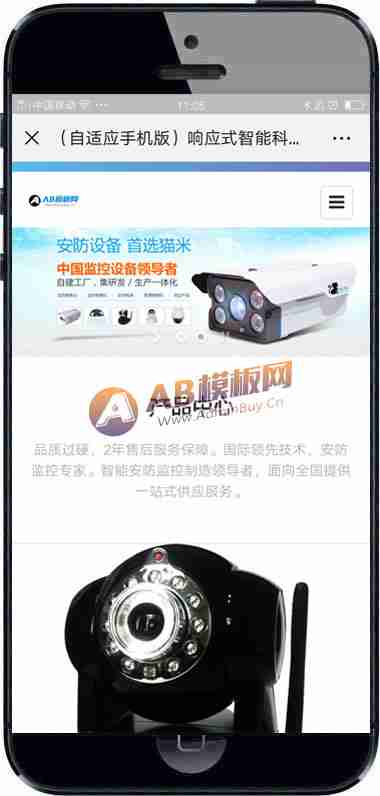 中国移动
11:05
（自适应手机版）响应式智能科...
AB模板网
安防设备 首选猫米
中国监控设备领导者
自建工厂，集研发/生产一体化
AB模板网
AdminBuy.Cn
产品中心
品质过硬，2年售后服务保障。国际领先技术，安防
监控专家。智能安防监控制造领导者，面向全国提供
一站式供应服务。